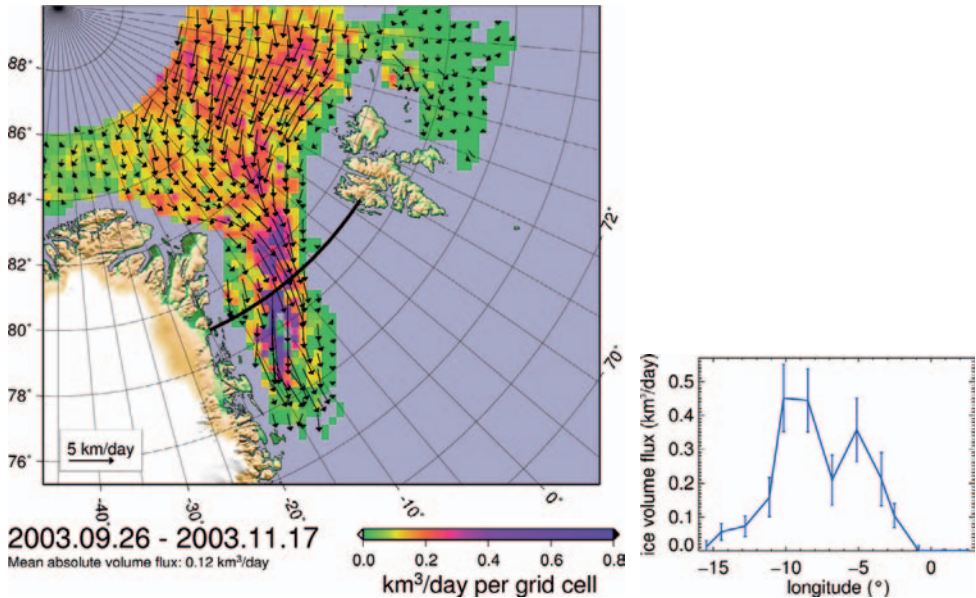 88°
86°
84°
82°
80°
78°
76°
72°
70°
-40°
-30°
-20°
-10°
0°
5 km/day
2003.09.26 - 2003.11.17
Mean absolute volume flux: 0.12 km³/day
0.0 0.2 0.4 0.6 0.8
km³/day per grid cell
ice volume flux (km³/day)
0.5
0.4
0.3
0.2
0.1
0.0
-15 -10 -5 0
longitude (°)